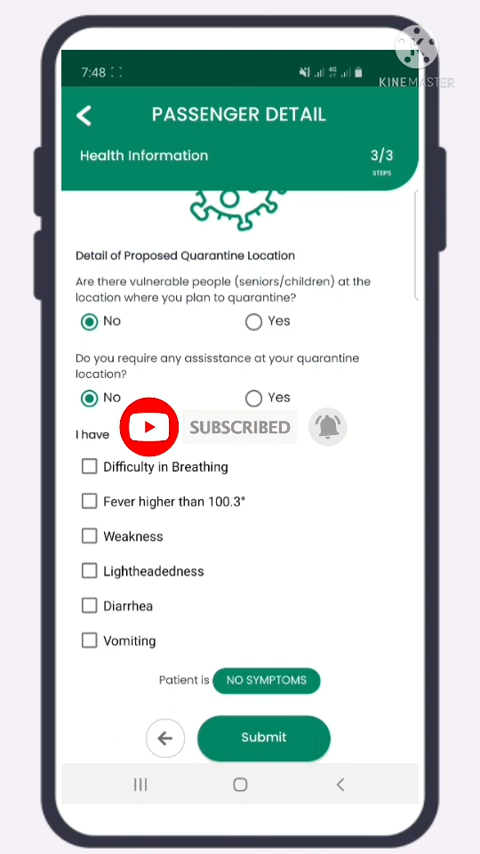 7:48
4G
KINEMASTER
PASSENGER DETAIL
Health Information
3/3
STEPS
Detail of Proposed Quarantine Location
Are there vulnerable people (seniors/children) at the
location where you plan to quarantine?
No
Yes
Do you require any assisstance at your quarantine
location?
No
Yes
I have
SUBSCRIBED
Difficulty in Breathing
Fever higher than 100.3°
Weakness
Lightheadedness
Diarrhea
Vomiting
Patient is NO SYMPTOMS
Submit